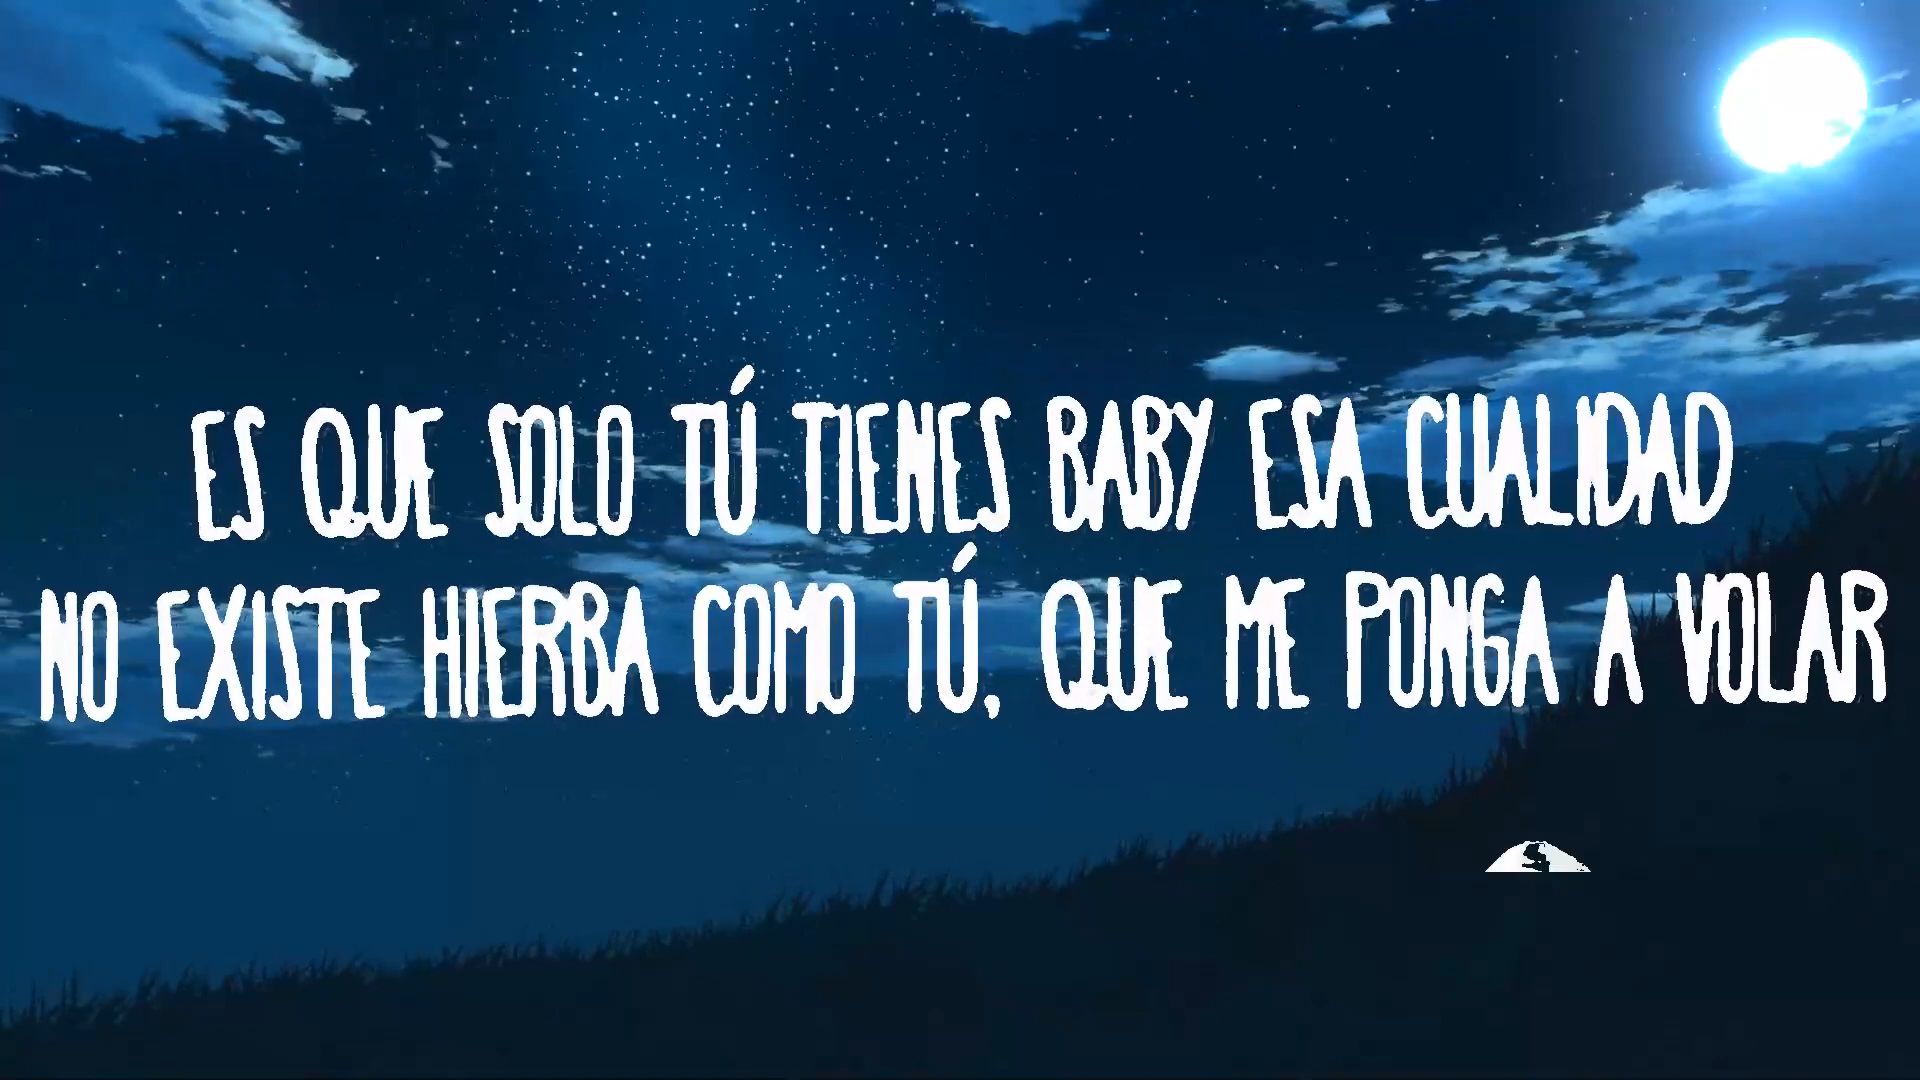 ES QUE SOLO TÚ TIENES BABY ESA CUALIDAD
NO EXISTE HIERBA COMO TÚ, QUE ME PONGA A VOLAR